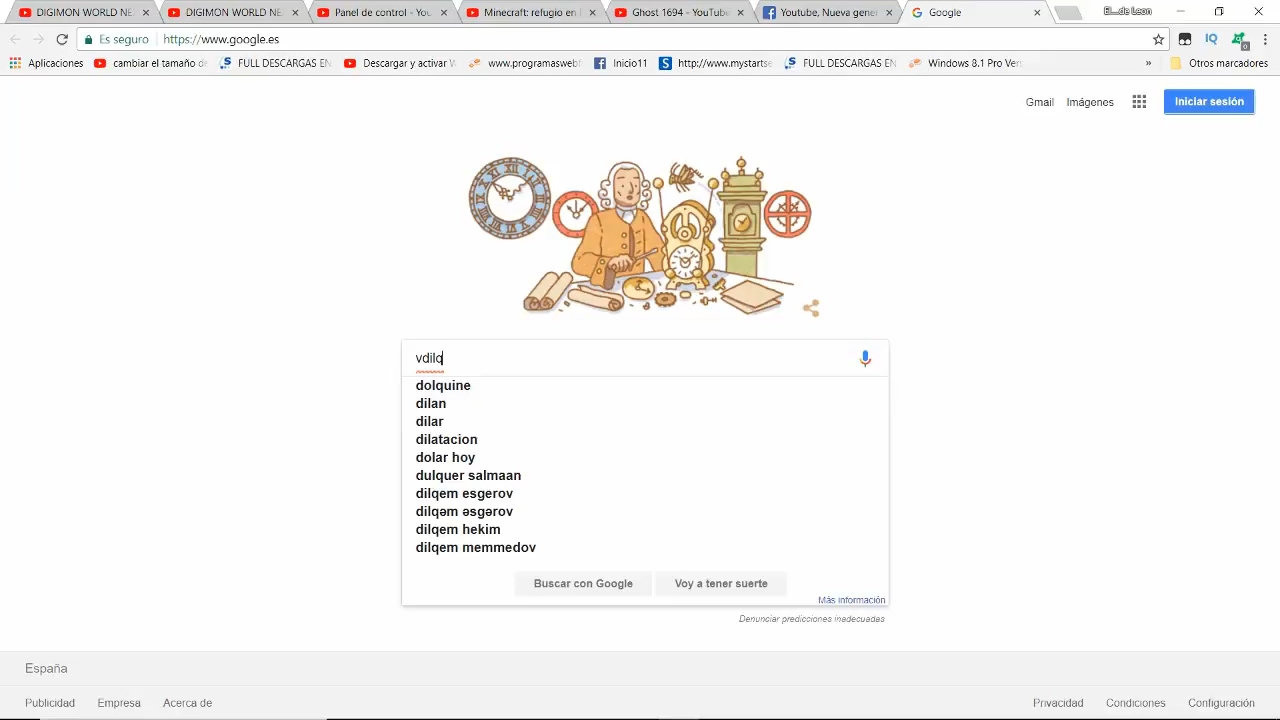 DIGIMON WORLD NE
DIGIMON WORLD NE
Panel de control - Yo
Minecraft: refugio en
Ghost 1694 - YouTube
Youtube, Nueva gene
Google
Es seguro
https://www.google.es
Aplicaciones
cambiar el tamaño d
FULL DESCARGAS EN
Descargar y activar
www.programasweb
Inicio11
http://www.mystarts
FULL DESCARGAS EN
Windows 8.1 Pro Ver
»
Otros marcadores
Gmail
Imágenes
Iniciar sesión
vdilq
dolquine
dilan
dilar
dilatacion
dolar hoy
dulquer salmaan
dilqem esgerov
dilqəm əsgərov
dilqem hekim
dilqem memmedov
Buscar con Google
Voy a tener suerte
Más información
Denunciar predicciones inadecuadas
España
Publicidad
Empresa
Acerca de
Privacidad
Condiciones
Configuración